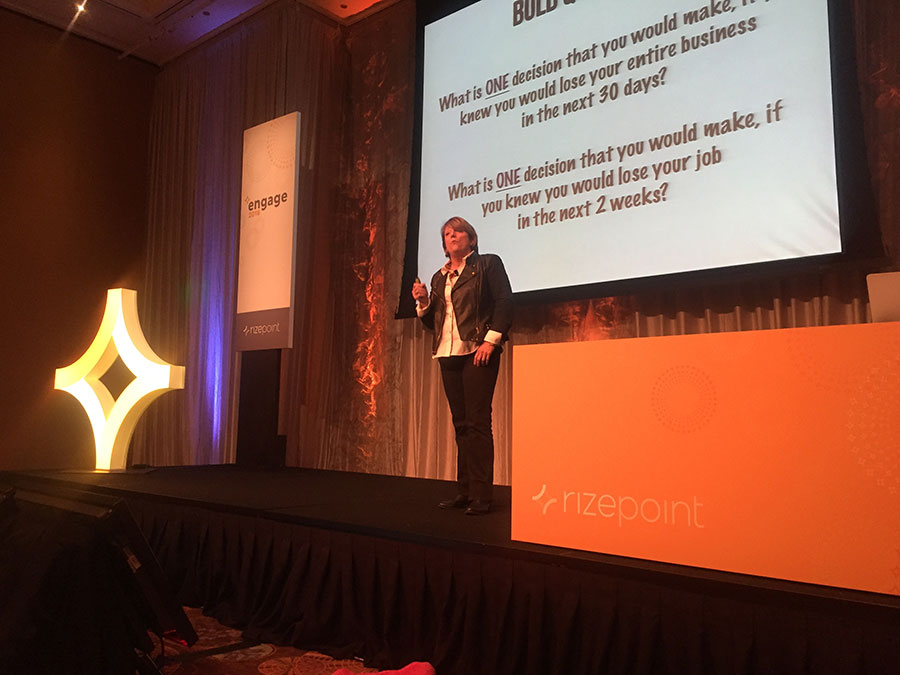 BOLD
What is ONE decision that you would make, if
knew you would lose your entire business
in the next 30 days?
What is ONE decision that you would make, if
you knew you would lose your job
in the next 2 weeks?
engage
2016
rizepoint
rizepoint